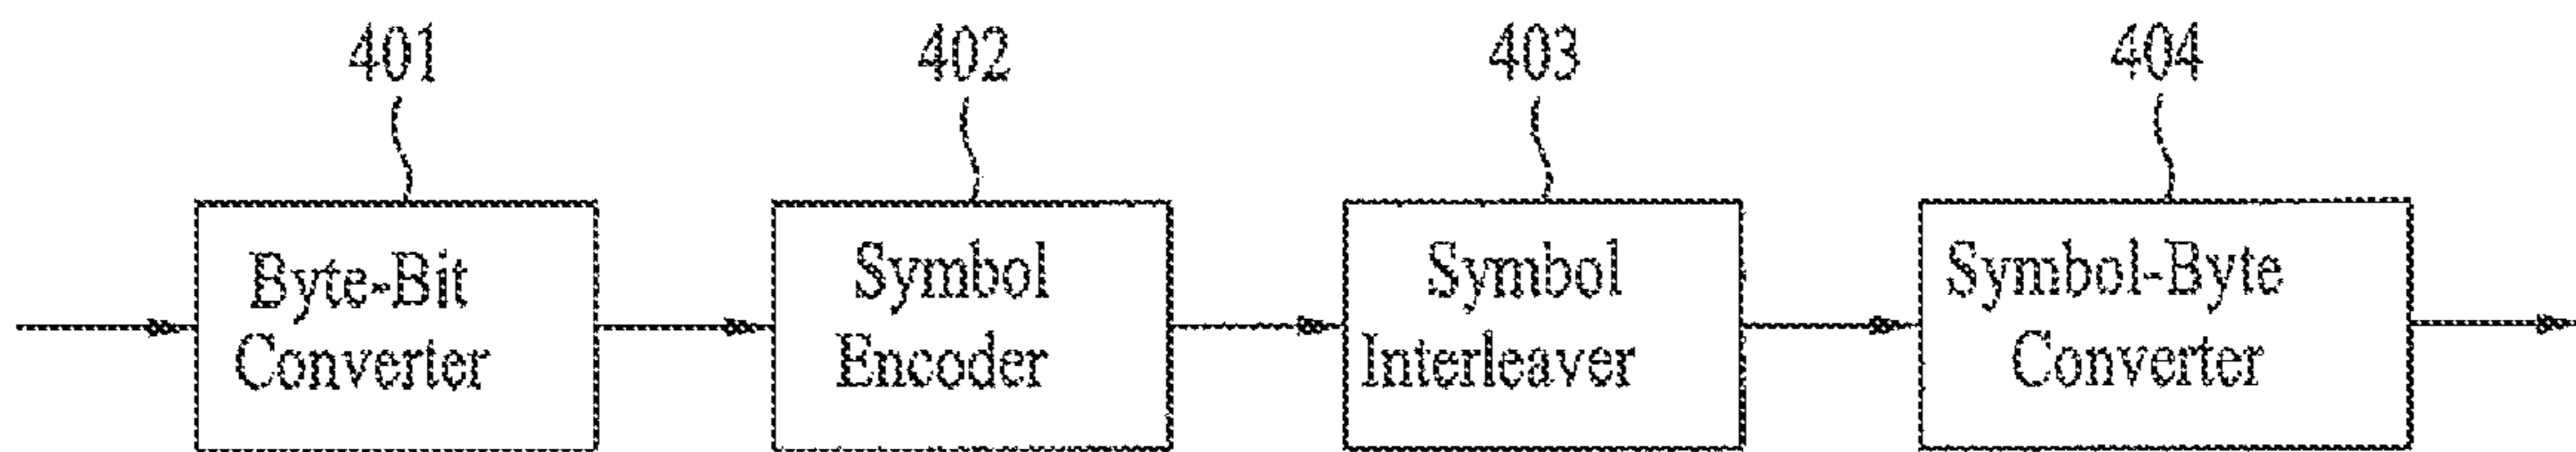 401 402 403 404
Byte-Bit
Converter
Symbol
Encoder
Symbol
Interleaver
Symbol-Byte
Converter